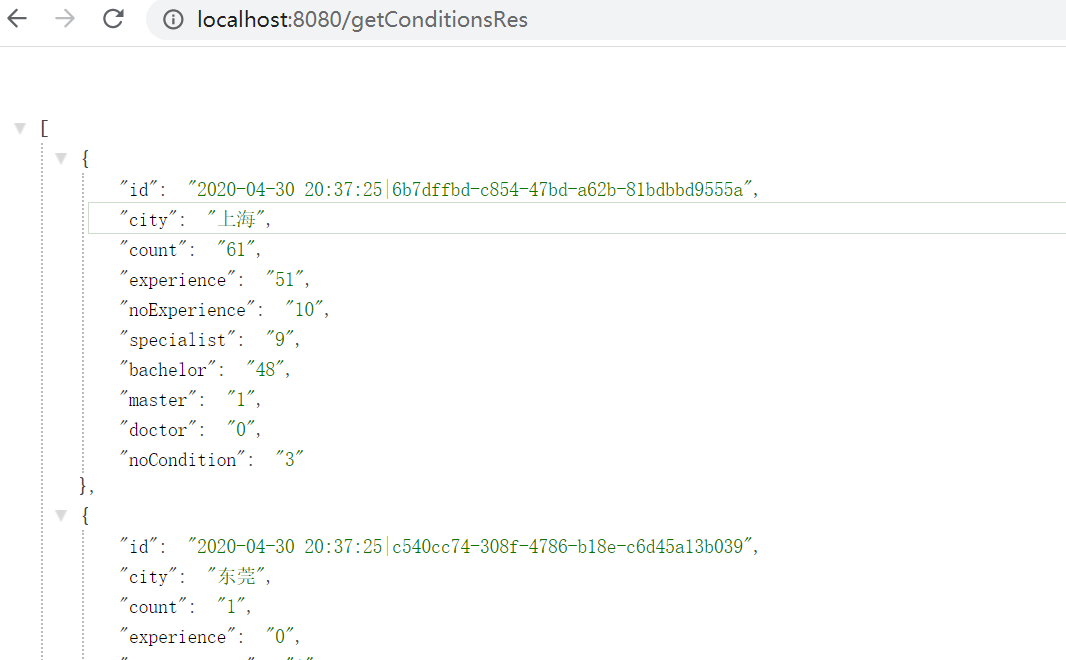 localhost:8080/getConditionsRes
[
{
"id": "2020-04-30 20:37:25|6b7dffbd-c854-47bd-a62b-81bdbbd9555a",
"city": "上海",
"count": "61",
"experience": "51",
"noExperience": "10",
"specialist": "9",
"bachelor": "48",
"master": "1",
"doctor": "0",
"noCondition": "3"
},
{
"id": "2020-04-30 20:37:25|c540cc74-308f-4786-b18e-c6d45a13b039",
"city": "东莞",
"count": "1",
"experience": "0",